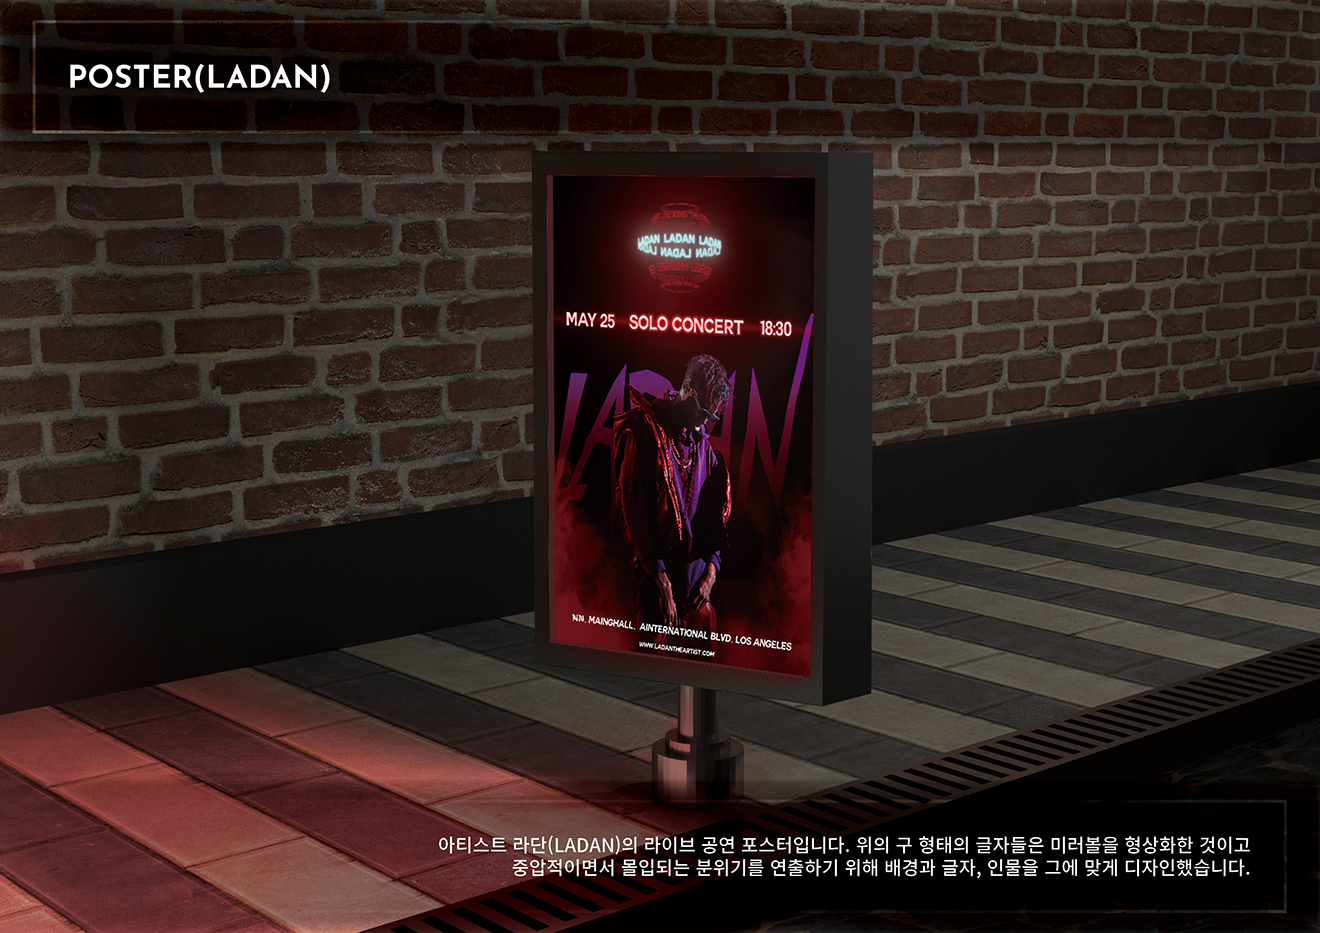 POSTER(LADAN)
LADAN LADAN LADAN
LADAN LADAN LADAN
MAY 25 SOLO CONCERT 18:30
LADAN
MAINGHALL, AINTERNATIONAL BLVD, LOS ANGELES
WWW.LADANTHEARTIST.COM
아티스트 라단(LADAN)의 라이브 공연 포스터입니다. 위의 구 형태의 글자들은 미러볼을 형상화한 것이고
중압적이면서 몰입되는 분위기를 연출하기 위해 배경과 글자, 인물을 그에 맞게 디자인했습니다.